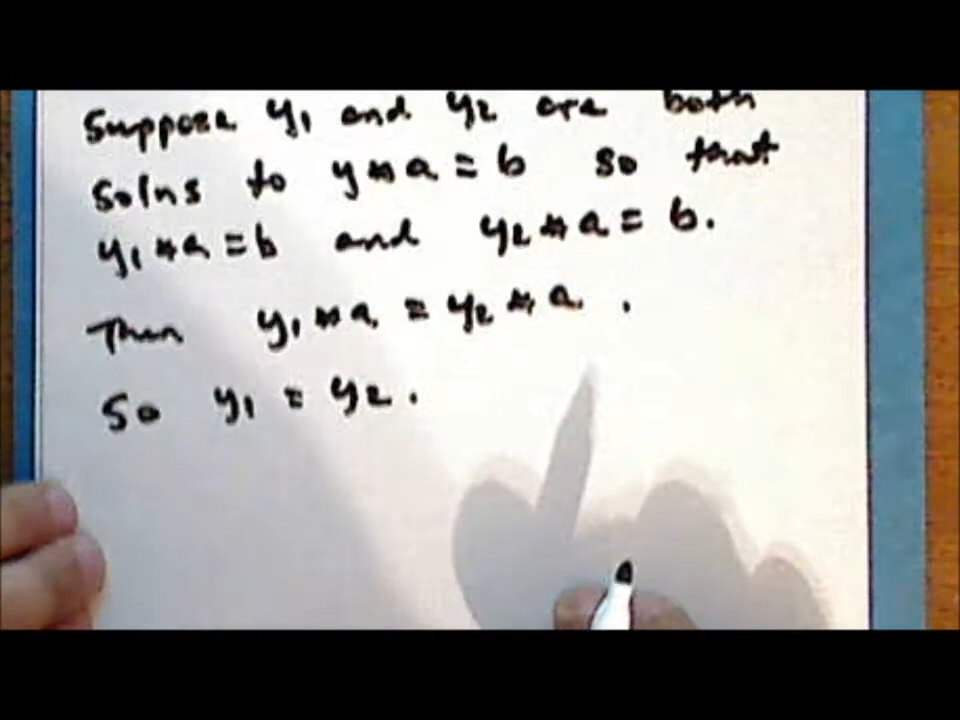 Suppose y₁ and y₂ are both
solns to y * a = b so that
y₁ * a = b and y₂ * a = b.
Then y₁ * a = y₂ * a.
So y₁ = y₂.